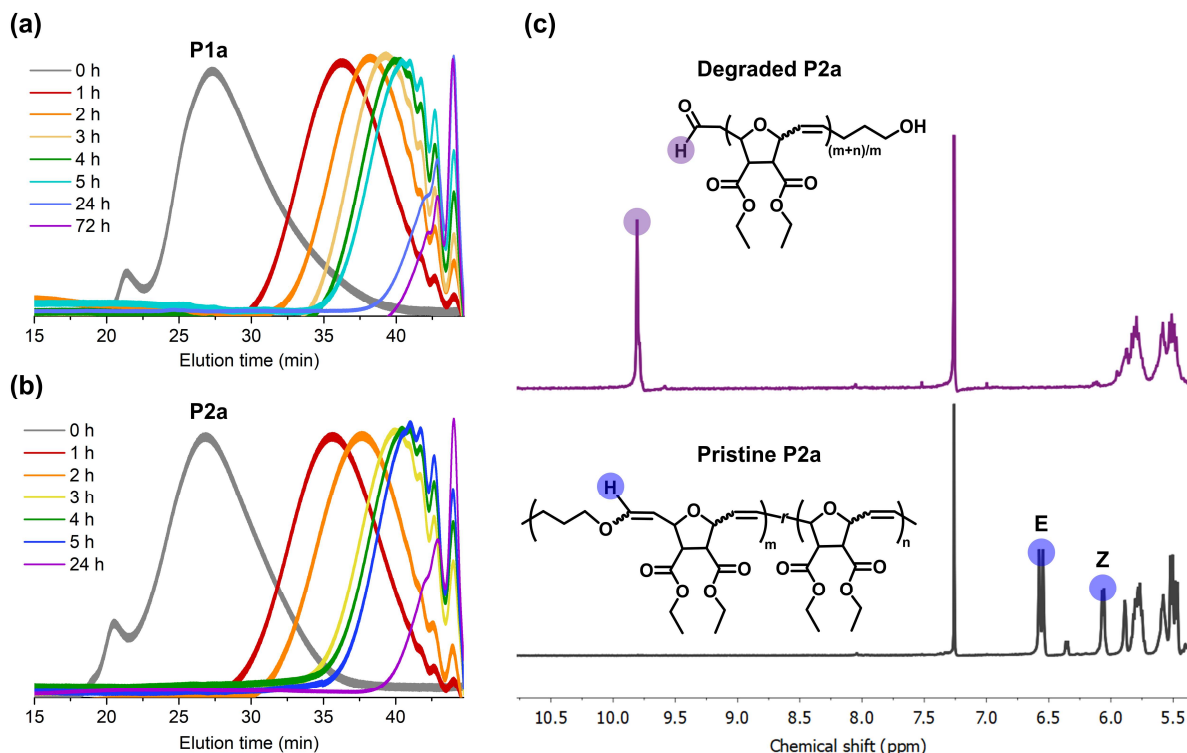 (a)
P1a
0 h
1 h
2 h
3 h
4 h
5 h
24 h
72 h
15 20 25 30 35 40
Elution time (min)
(b)
P2a
0 h
1 h
2 h
3 h
4 h
5 h
24 h
15 20 25 30 35 40
Elution time (min)
(c)
Degraded P2a
O
H
O
OH
(m+n)/m
O O
O O
Pristine P2a
H
O
O
r
O
m
n
O O O O
O O O O
E
Z
10.5 10.0 9.5 9.0 8.5 8.0 7.5 7.0 6.5 6.0 5.5
Chemical shift (ppm)